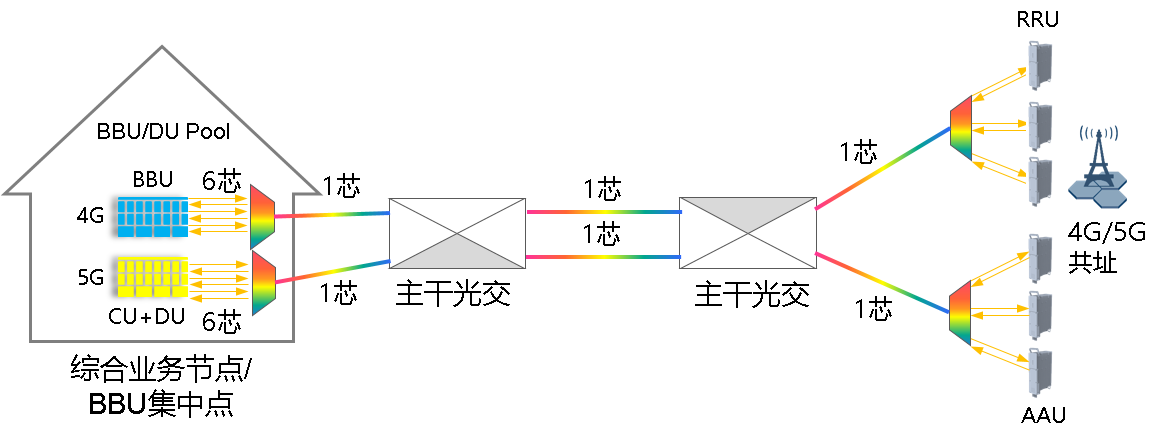 RRU
BBU/DU Pool
BBU
6芯
4G
1芯
1芯
1芯
1芯
4G/5G
共址
5G
CU+DU
6芯
1芯
主干光交
主干光交
1芯
综合业务节点/
BBU集中点
AAU